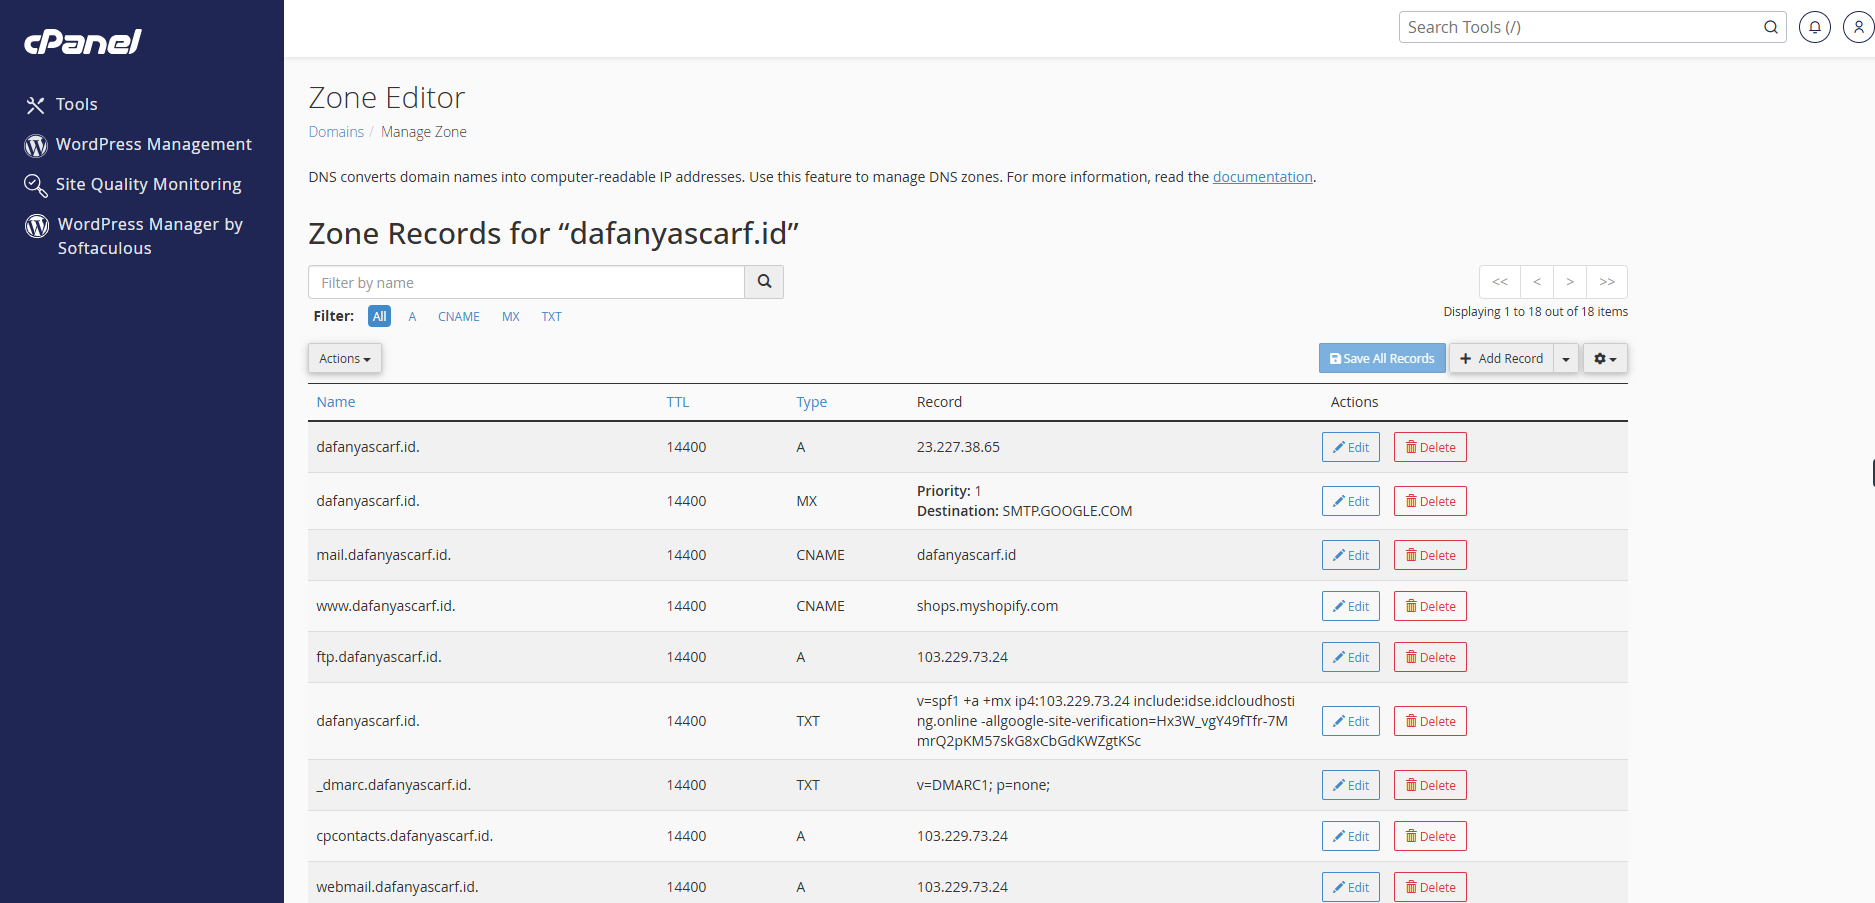 cPanel
Search Tools (/)
Tools
WordPress Management
Site Quality Monitoring
WordPress Manager by
Softaculous
Zone Editor
Domains / Manage Zone
DNS converts domain names into computer-readable IP addresses. Use this feature to manage DNS zones. For more information, read the documentation.
Zone Records for “dafanyascarf.id”
Filter by name
<< < > >>
Displaying 1 to 18 out of 18 items
Filter: All A CNAME MX TXT
Actions
Save All Records
Add Record
Name TTL Type Record Actions
dafanyascarf.id. 14400 A 23.227.38.65 Edit Delete
dafanyascarf.id. 14400 MX Priority: 1
Destination: SMTP.GOOGLE.COM Edit Delete
mail.dafanyascarf.id. 14400 CNAME dafanyascarf.id Edit Delete
www.dafanyascarf.id. 14400 CNAME shops.myshopify.com Edit Delete
ftp.dafanyascarf.id. 14400 A 103.229.73.24 Edit Delete
dafanyascarf.id. 14400 TXT v=spf1 +a +mx ip4:103.229.73.24 include:idse.idcloudhosti
ng.online -allgoogle-site-verification=Hx3W_vgY49fTfr-7M
mrQ2pKM57skG8xCbGdKWZgtKSc Edit Delete
_dmarc.dafanyascarf.id. 14400 TXT v=DMARC1; p=none; Edit Delete
cpcontacts.dafanyascarf.id. 14400 A 103.229.73.24 Edit Delete
webmail.dafanyascarf.id. 14400 A 103.229.73.24 Edit Delete